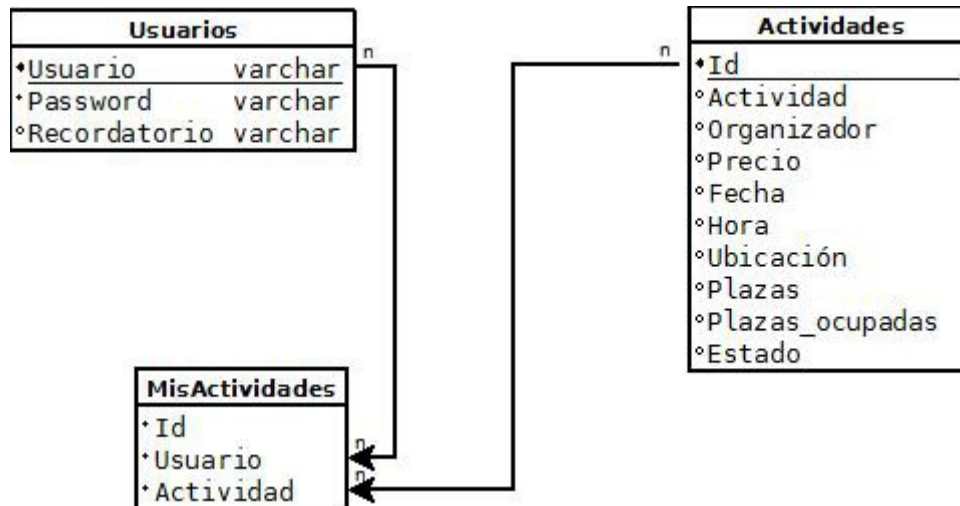 Usuarios
Usuario varchar
Password varchar
Recordatorio varchar
n
n
Actividades
Id
Actividad
Organizador
Precio
Fecha
Hora
Ubicación
Plazas
Plazas_ocupadas
Estado
MisActividades
Id
Usuario
Actividad
n
n